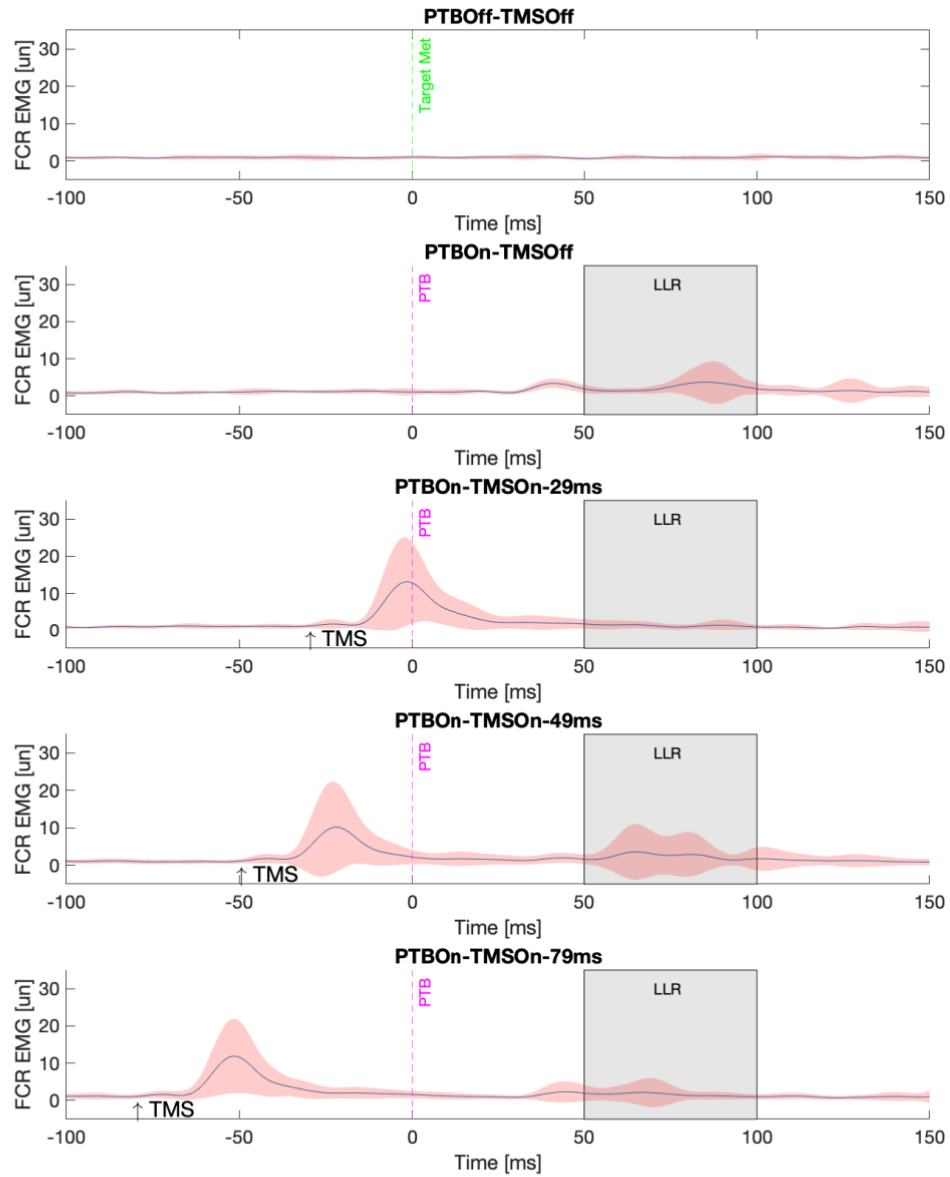 PTBOff-TMSOff
FCR EMG [un]
30
20
10
0
Target Met
-100 -50 0 50 100 150
Time [ms]
PTBOn-TMSOff
FCR EMG [un]
30
20
10
0
PTB
LLR
-100 -50 0 50 100 150
Time [ms]
PTBOn-TMSOn-29ms
FCR EMG [un]
30
20
10
0
PTB
LLR
↑ TMS
-100 -50 0 50 100 150
Time [ms]
PTBOn-TMSOn-49ms
FCR EMG [un]
30
20
10
0
PTB
LLR
↑ TMS
-100 -50 0 50 100 150
Time [ms]
PTBOn-TMSOn-79ms
FCR EMG [un]
30
20
10
0
PTB
LLR
↑ TMS
-100 -50 0 50 100 150
Time [ms]